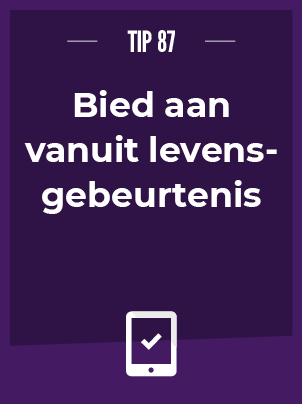 TIP 87
Bied aan
vanuit levens-
gebeurtenis